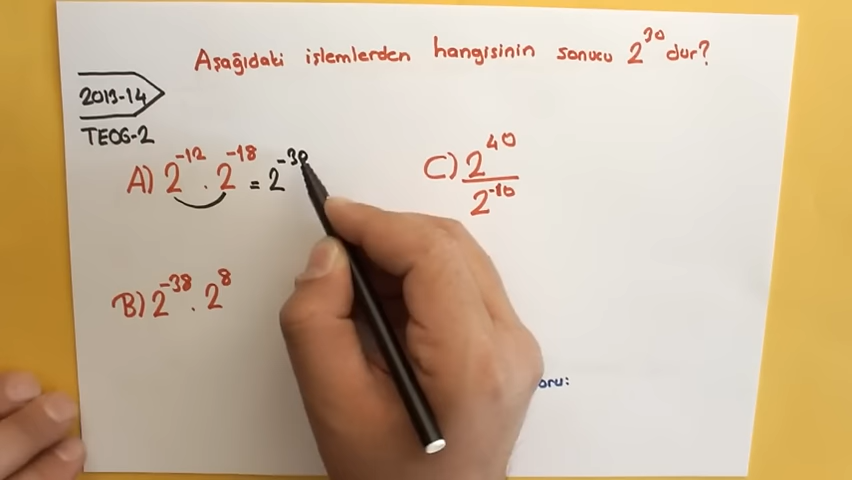 Aşağıdaki işlemlerden hangisinin sonucu 2^30 dur?
2013-14
TEOG-2
A) 2^-12 . 2^-18 = 2^-30
B) 2^-38 . 2^8
C) 2^40 / 2^-10
oru: